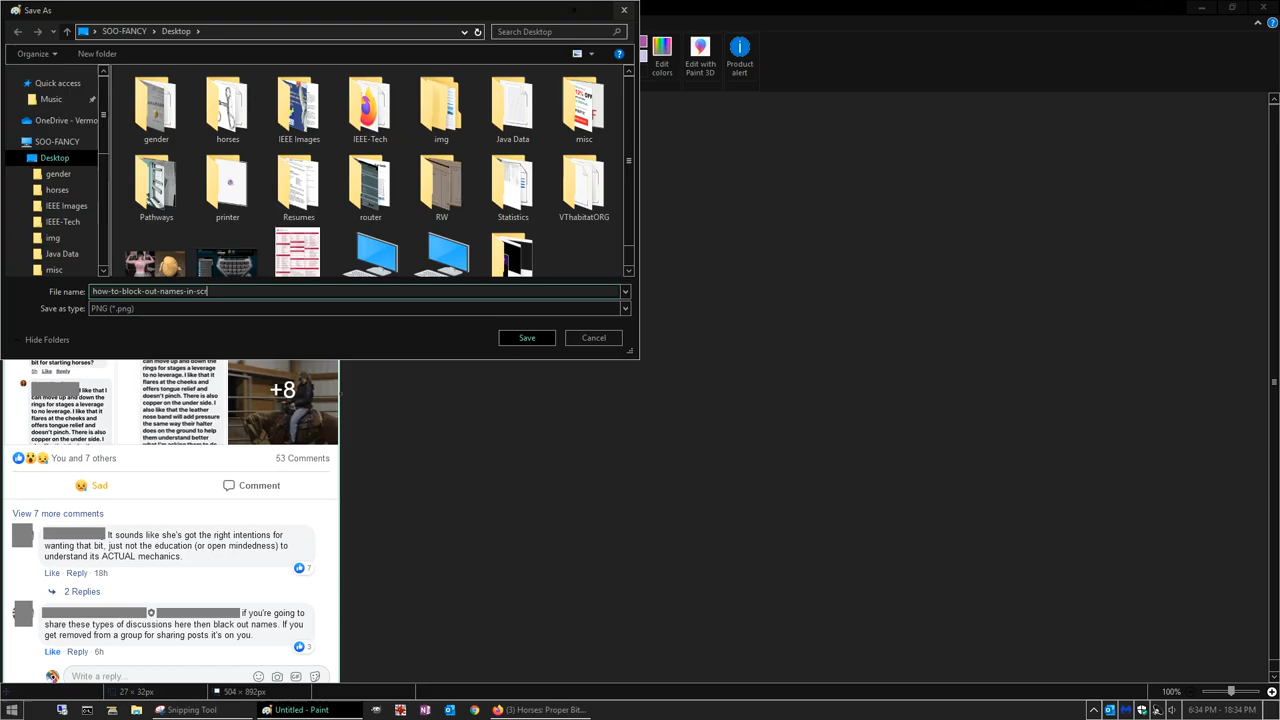 Save As
SOO-FANCY
Desktop
Search Desktop
Organize
New folder
Edit colors
Edit with Paint 3D
Product alert
Quick access
Music
OneDrive - Vermo
SOO-FANCY
Desktop
gender
horses
IEEE Images
IEEE-Tech
img
Java Data
misc
gender
horses
IEEE Images
IEEE-Tech
img
Java Data
misc
Pathways
printer
Resumes
router
RW
Statistics
VThabitatORG
File name:
how-to-block-out-names-in-scr
Save as type:
PNG (*.png)
Hide Folders
Save
Cancel
bit for starting horses?
Like Reply
I like that I
can move up and down the
rings for stages a leverage
to no leverage. I like that it
flares at the cheeks and
offers tongue relief and
doesn't pinch. There is also
copper on the under side. I
can move up and down the
rings for stages a leverage
to no leverage. I like that it
flares at the cheeks and
offers tongue relief and
doesn't pinch. There is also
copper on the under side. I
also like that the leather
nose band will add pressure
the same way their halter
does on the ground to help
them understand better
what I'm asking them to do
+8
You and 7 others
53 Comments
Sad
Comment
View 7 more comments
It sounds like she's got the right intentions for
wanting that bit, just not the education (or open mindedness) to
understand its ACTUAL mechanics.
Like · Reply · 18h
7
2 Replies
if you're going to
share these types of discussions here then black out names. If you
get removed from a group for sharing posts it's on you.
Like · Reply · 6h
3
Write a reply...
27 × 32px
504 × 892px
100%
Snipping Tool
Untitled - Paint
(3) Horses: Proper Bit...
6:34 PM - 18:34 PM